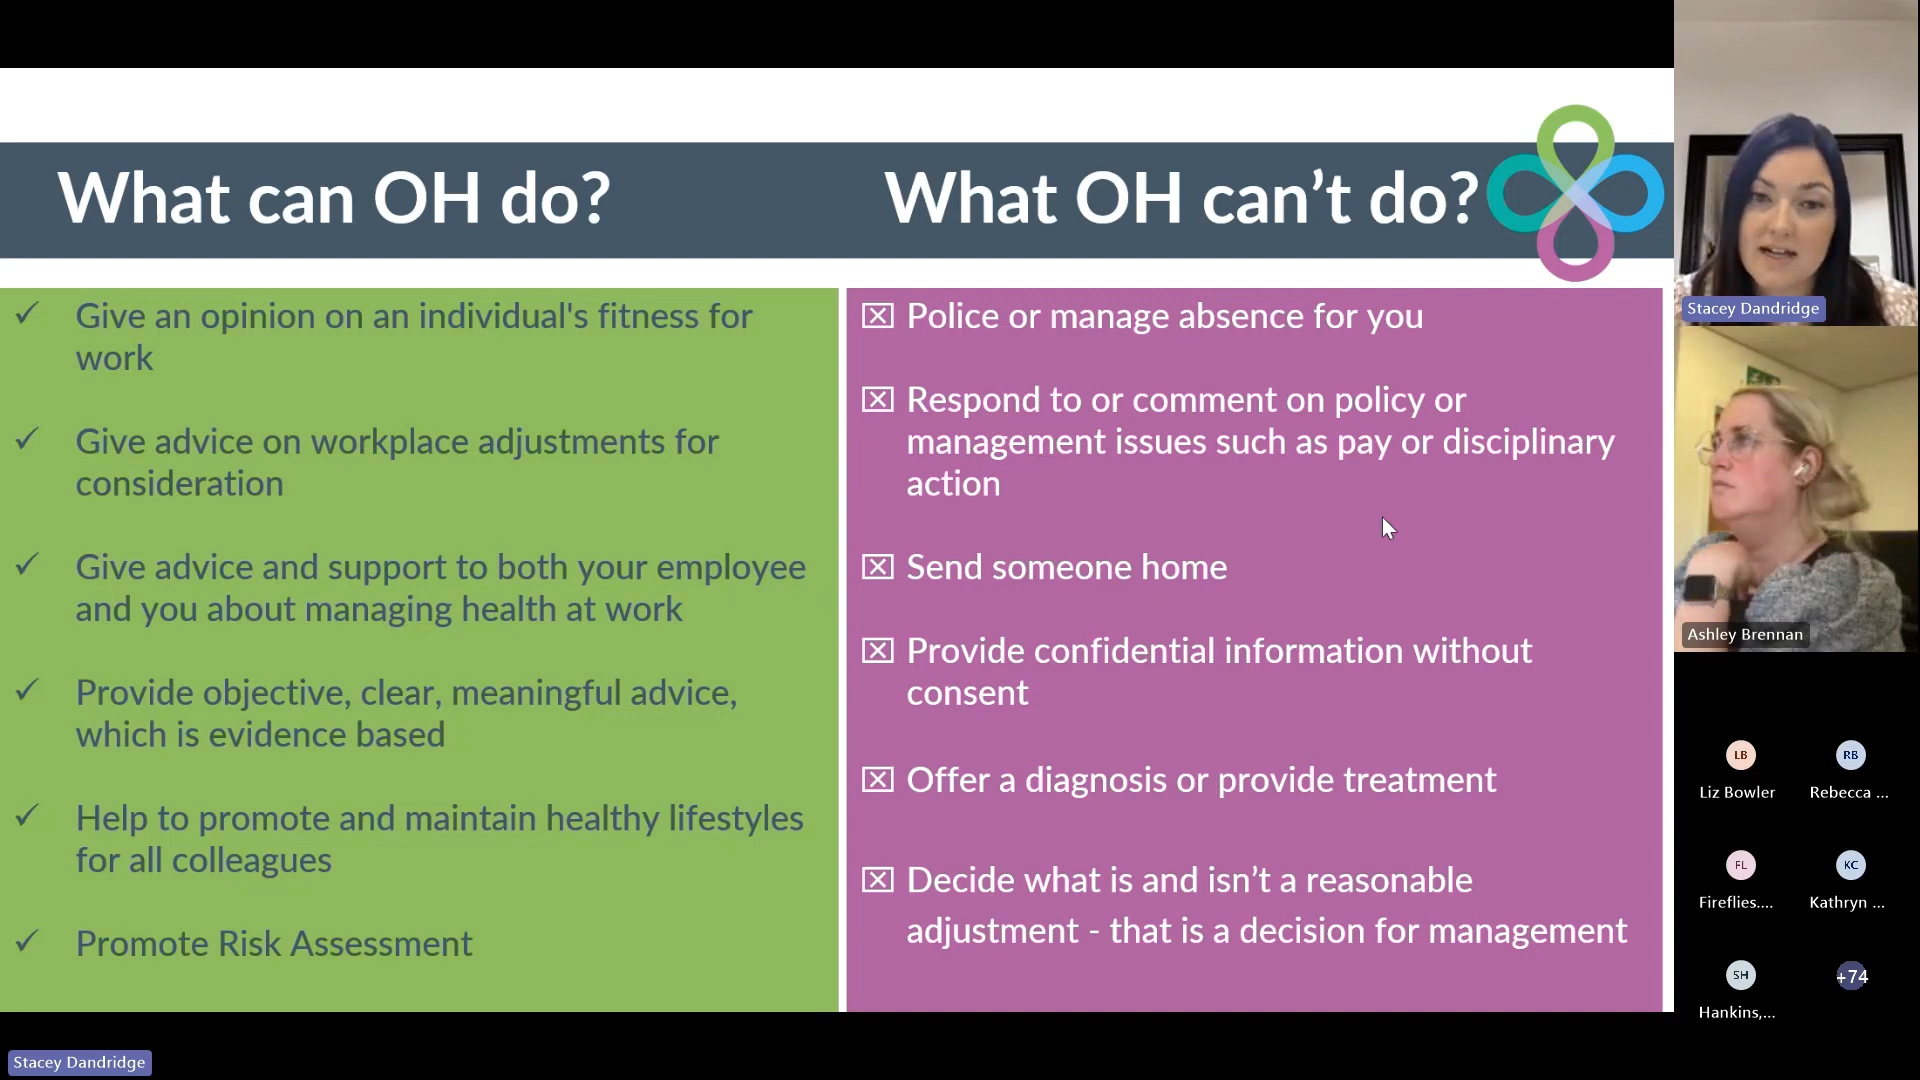 What can OH do?
What OH can’t do?
✓ Give an opinion on an individual's fitness for
work
✓ Give advice on workplace adjustments for
consideration
✓ Give advice and support to both your employee
and you about managing health at work
✓ Provide objective, clear, meaningful advice,
which is evidence based
✓ Help to promote and maintain healthy lifestyles
for all colleagues
✓ Promote Risk Assessment
☒ Police or manage absence for you
☒ Respond to or comment on policy or
management issues such as pay or disciplinary
action
☒ Send someone home
☒ Provide confidential information without
consent
☒ Offer a diagnosis or provide treatment
☒ Decide what is and isn’t a reasonable
adjustment - that is a decision for management
Stacey Dandridge
Ashley Brennan
LB
RB
Liz Bowler
Rebecca ...
FL
KC
Fireflies....
Kathryn ...
SH
+74
Hankins,...
Stacey Dandridge